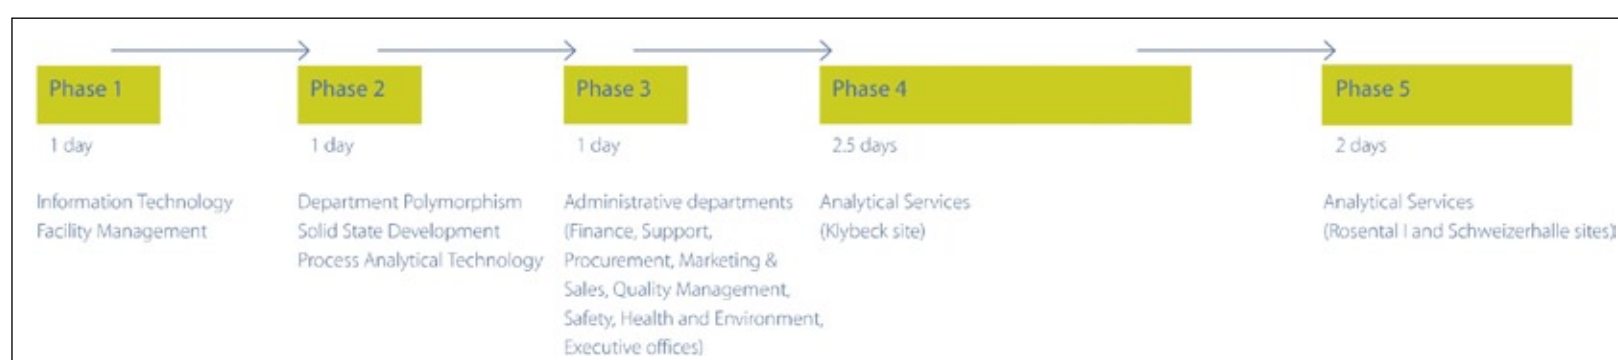 Phase 1
1 day
Information Technology
Facility Management
Phase 2
1 day
Department Polymorphism
Solid State Development
Process Analytical Technology
Phase 3
1 day
Administrative departments
(Finance, Support,
Procurement, Marketing &
Sales, Quality Management,
Safety, Health and Environment,
Executive offices)
Phase 4
2.5 days
Analytical Services
(Klybeck site)
Phase 5
2 days
Analytical Services
(Rosental I and Schweizerhalle sites)